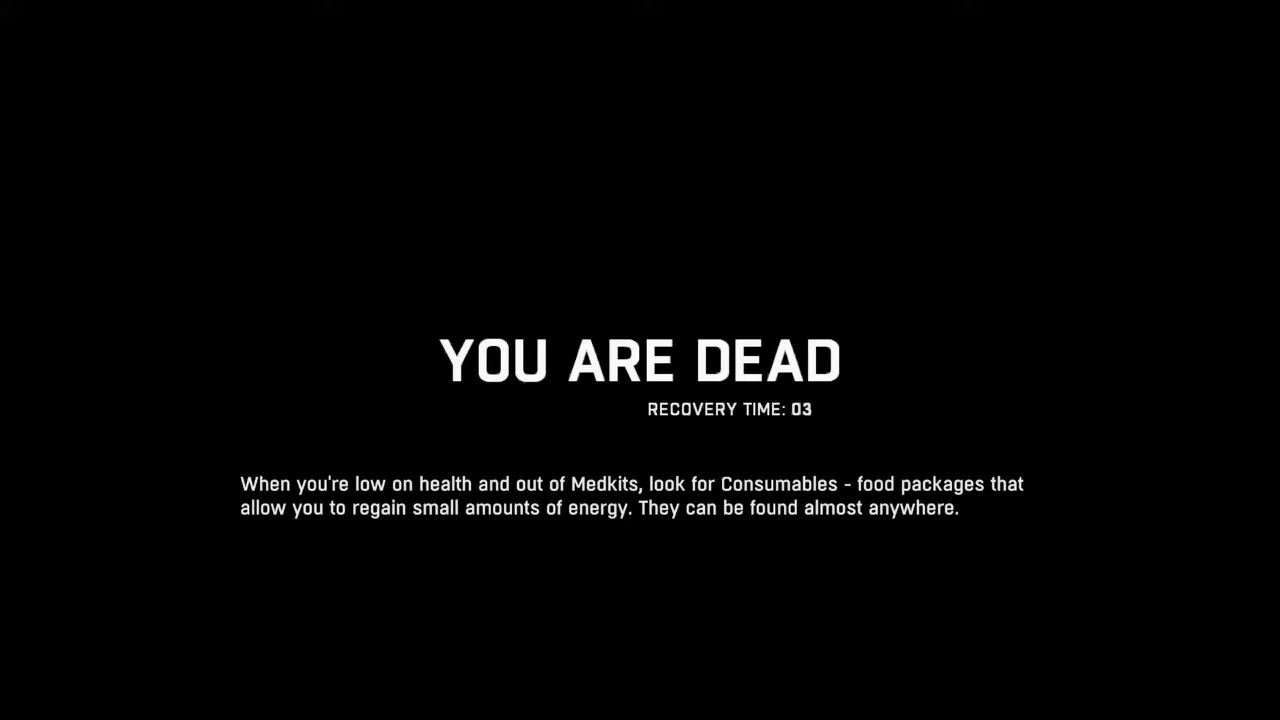 YOU ARE DEAD
RECOVERY TIME: 03
When you're low on health and out of Medkits, look for Consumables - food packages that
allow you to regain small amounts of energy. They can be found almost anywhere.